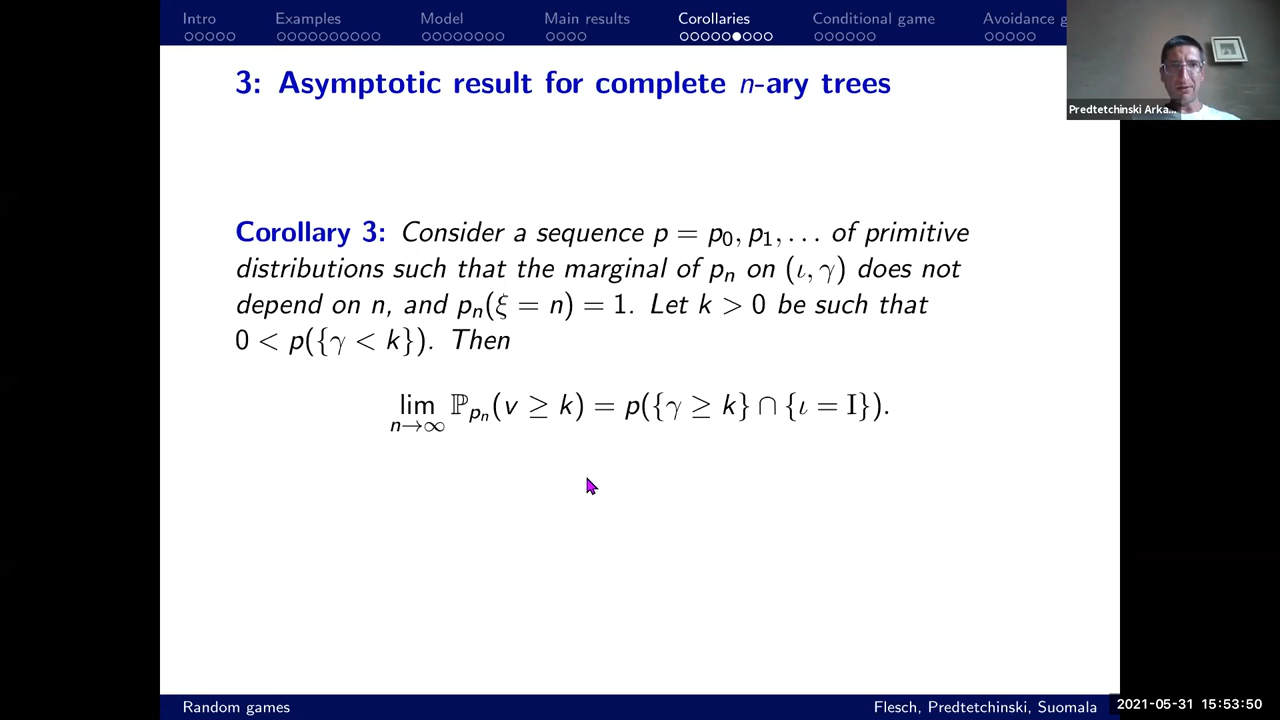 Intro Examples Model Main results Corollaries Conditional game Avoidance g
3: Asymptotic result for complete n-ary trees
Predtetchinski Arka...
Corollary 3: Consider a sequence p = p₀, p₁, . . . of primitive
distributions such that the marginal of pₙ on (ι, γ) does not
depend on n, and pₙ(ξ = n) = 1. Let k > 0 be such that
0 < p({γ < k}). Then
lim ℙ_{pₙ}(v ≥ k) = p({γ ≥ k} ∩ {ι = I}).
n→∞
Random games Flesch, Predtetchinski, Suomala 2021-05-31 15:53:50